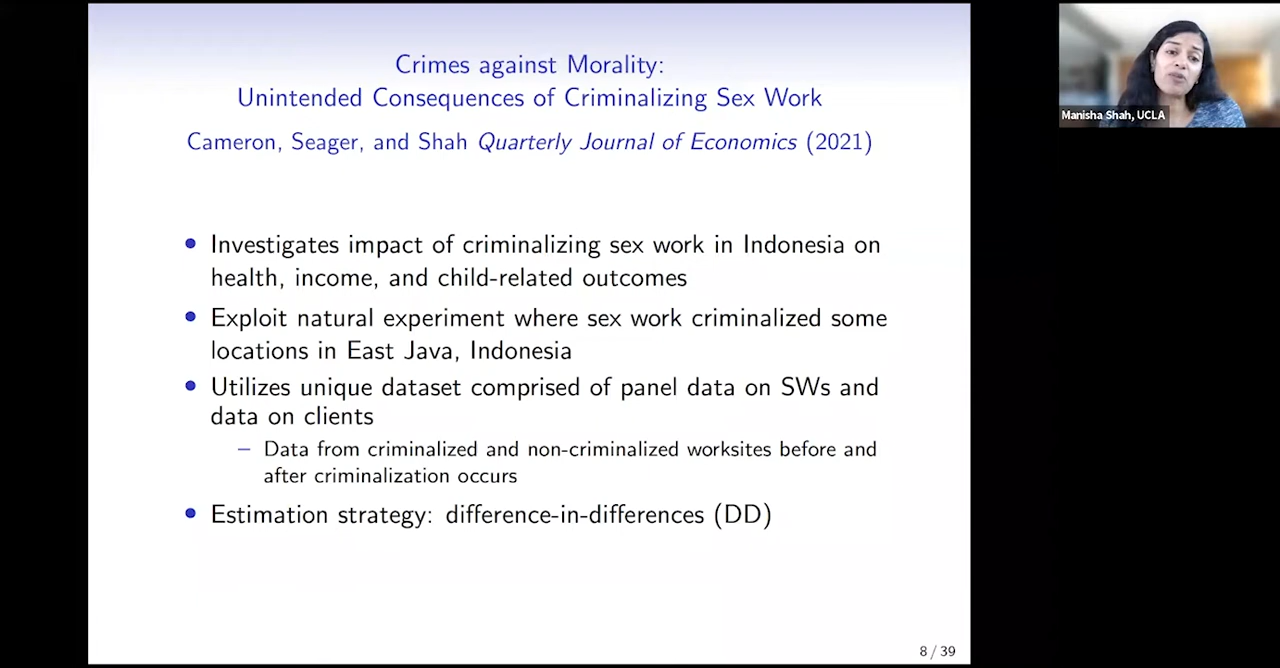 Crimes against Morality:
Unintended Consequences of Criminalizing Sex Work
Cameron, Seager, and Shah Quarterly Journal of Economics (2021)
Manisha Shah, UCLA
• Investigates impact of criminalizing sex work in Indonesia on
health, income, and child-related outcomes
• Exploit natural experiment where sex work criminalized some
locations in East Java, Indonesia
• Utilizes unique dataset comprised of panel data on SWs and
data on clients
– Data from criminalized and non-criminalized worksites before and
after criminalization occurs
• Estimation strategy: difference-in-differences (DD)
8 / 39